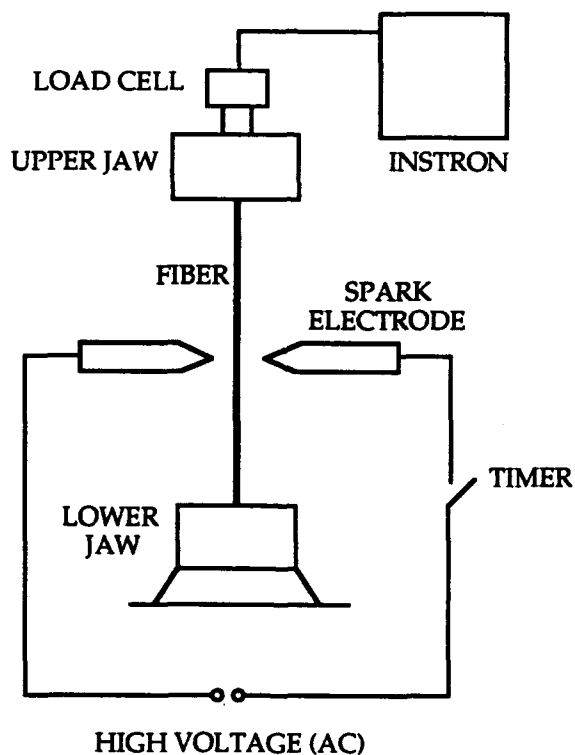 LOAD CELL
UPPER JAW
INSTRON
FIBER
SPARK
ELECTRODE
TIMER
LOWER
JAW
HIGH VOLTAGE (AC)